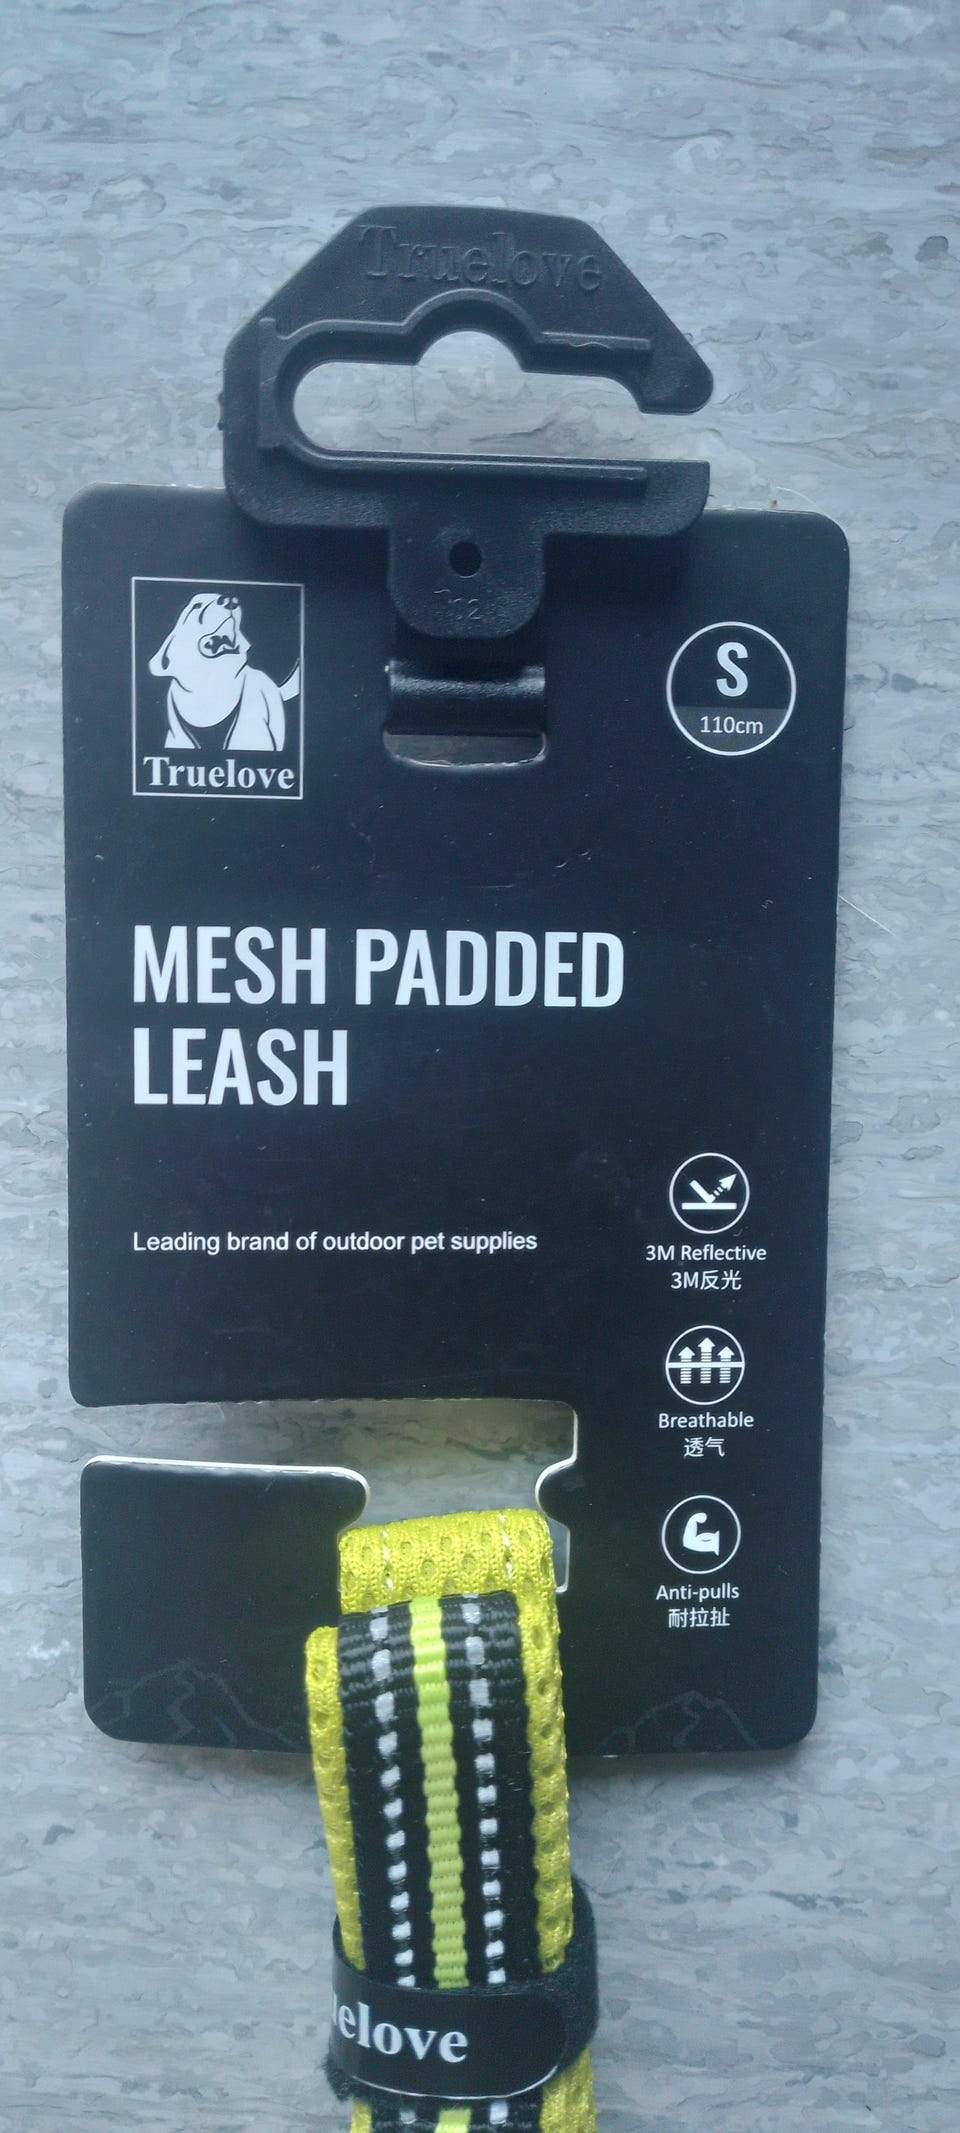 Truelove
S
110cm
Truelove
MESH PADDED
LEASH
Leading brand of outdoor pet supplies
3M Reflective
3M反光
Breathable
透气
Anti-pulls
耐拉扯
elove